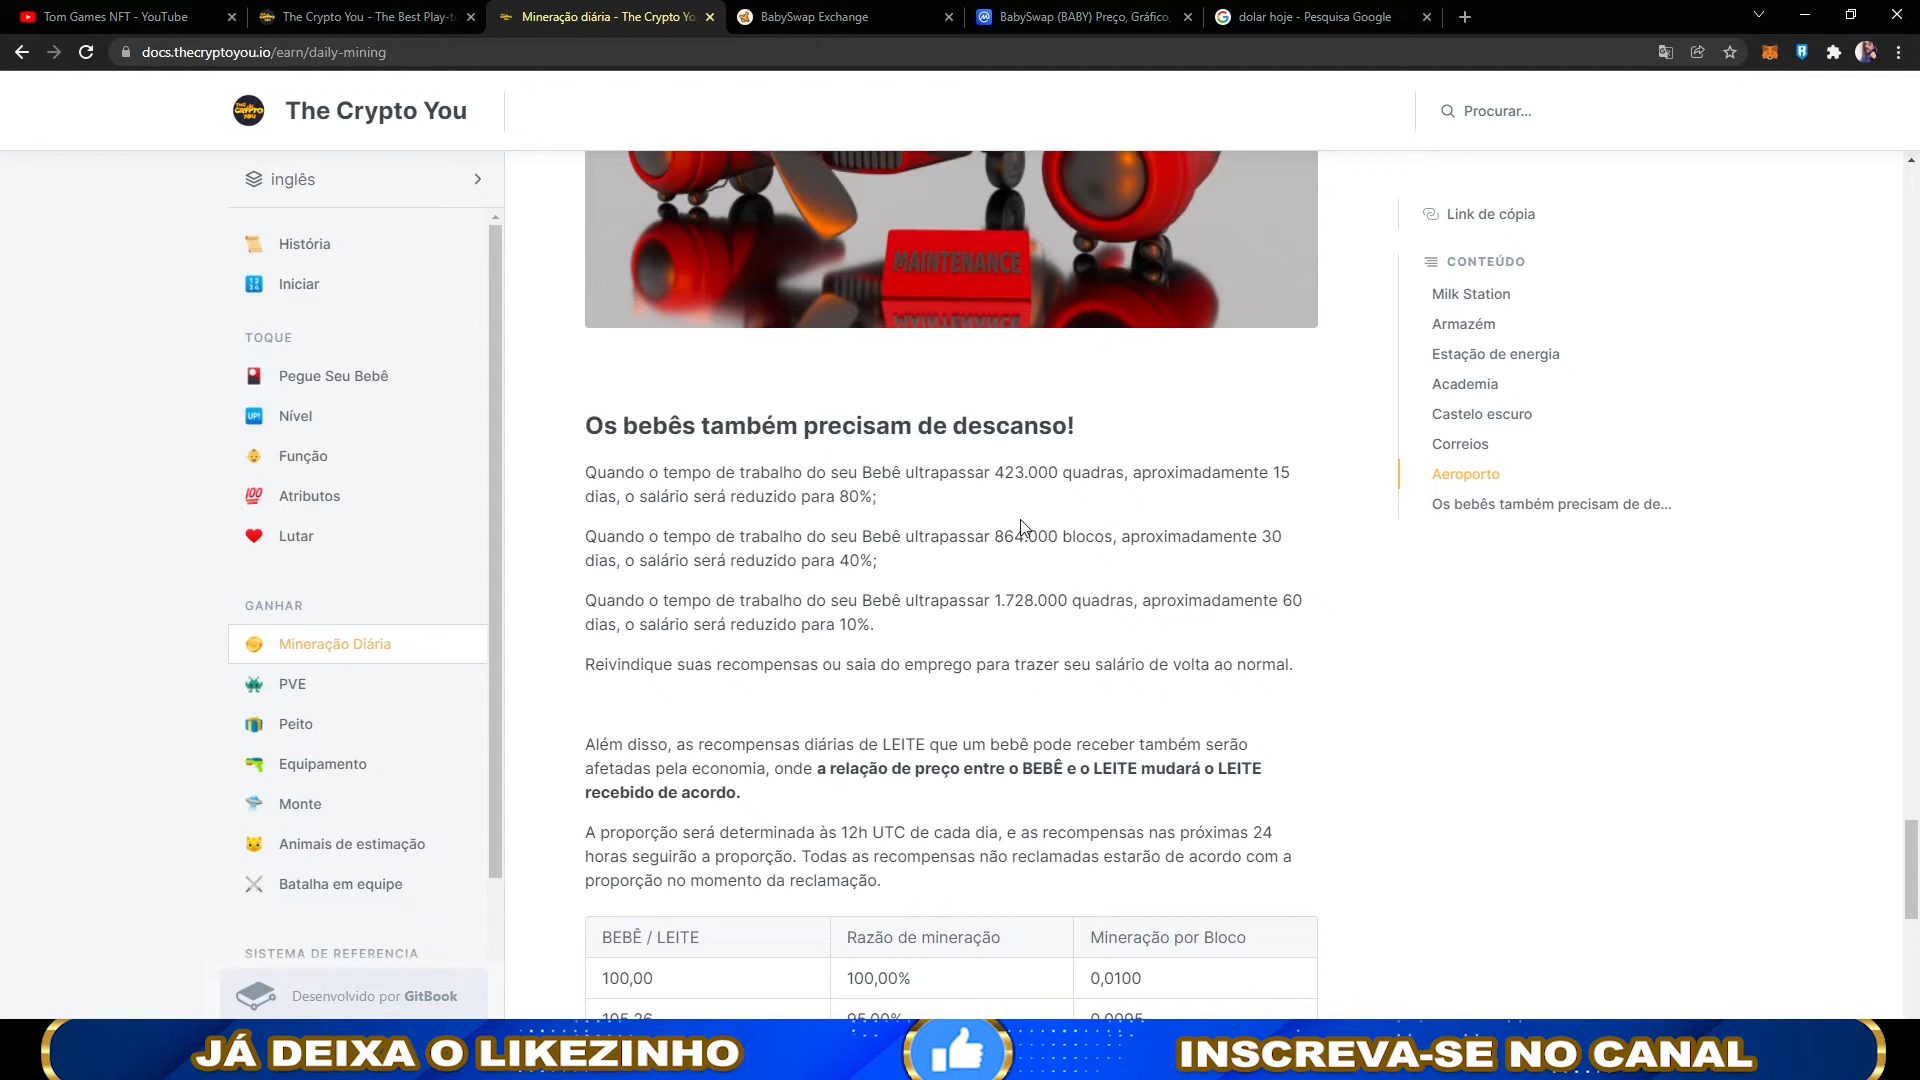 Tom Games NFT - YouTube
The Crypto You - The Best Play-to
Mineração diária - The Crypto Yo
BabySwap Exchange
BabySwap (BABY) Preço, Gráfico,
dolar hoje - Pesquisa Google
docs.thecryptoyou.io/earn/daily-mining
The Crypto You
Procurar...
inglês
História
Iniciar
TOQUE
Pegue Seu Bebê
Nível
Função
Atributos
Lutar
GANHAR
Mineração Diária
PVE
Peito
Equipamento
Monte
Animais de estimação
Batalha em equipe
SISTEMA DE REFERENCIA
Desenvolvido por GitBook
MAINTENANCE
Os bebês também precisam de descanso!
Quando o tempo de trabalho do seu Bebê ultrapassar 423.000 quadras, aproximadamente 15
dias, o salário será reduzido para 80%;
Quando o tempo de trabalho do seu Bebê ultrapassar 864.000 blocos, aproximadamente 30
dias, o salário será reduzido para 40%;
Quando o tempo de trabalho do seu Bebê ultrapassar 1.728.000 quadras, aproximadamente 60
dias, o salário será reduzido para 10%.
Reivindique suas recompensas ou saia do emprego para trazer seu salário de volta ao normal.
Além disso, as recompensas diárias de LEITE que um bebê pode receber também serão
afetadas pela economia, onde a relação de preço entre o BEBÊ e o LEITE mudará o LEITE
recebido de acordo.
A proporção será determinada às 12h UTC de cada dia, e as recompensas nas próximas 24
horas seguirão a proporção. Todas as recompensas não reclamadas estarão de acordo com a
proporção no momento da reclamação.
BEBÊ / LEITE Razão de mineração Mineração por Bloco
100,00 100,00% 0,0100
105,26 95,00% 0,0095
Link de cópia
CONTEÚDO
Milk Station
Armazém
Estação de energia
Academia
Castelo escuro
Correios
Aeroporto
Os bebês também precisam de de...
JÁ DEIXA O LIKEZINHO
INSCREVA-SE NO CANAL